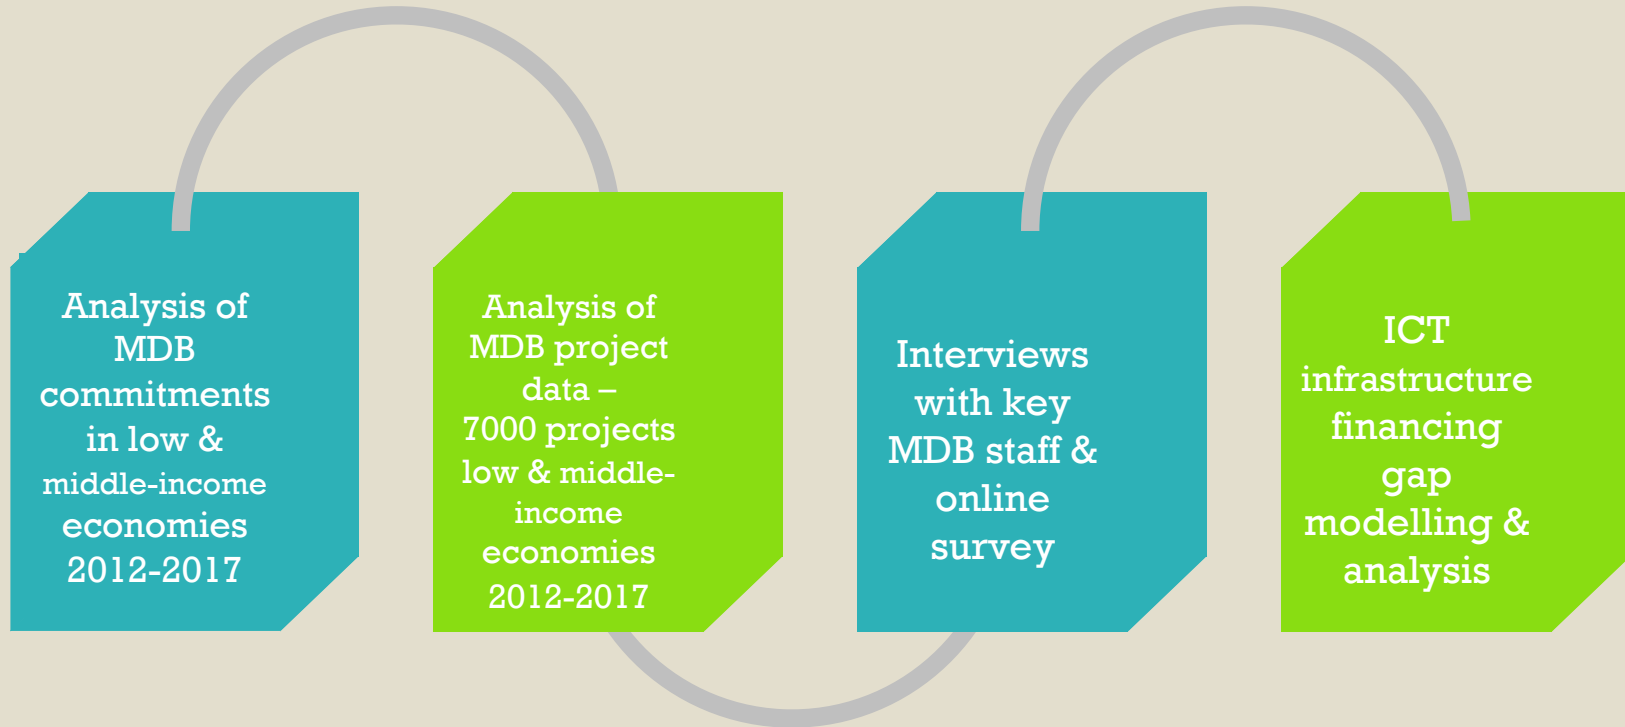 Analysis of
MDB
commitments
in low &
middle-income
economies
2012-2017
Analysis of
MDB project
data –
7000 projects
low & middle-
income
economies
2012-2017
Interviews
with key
MDB staff &
online
survey
ICT
infrastructure
financing
gap
modelling &
analysis